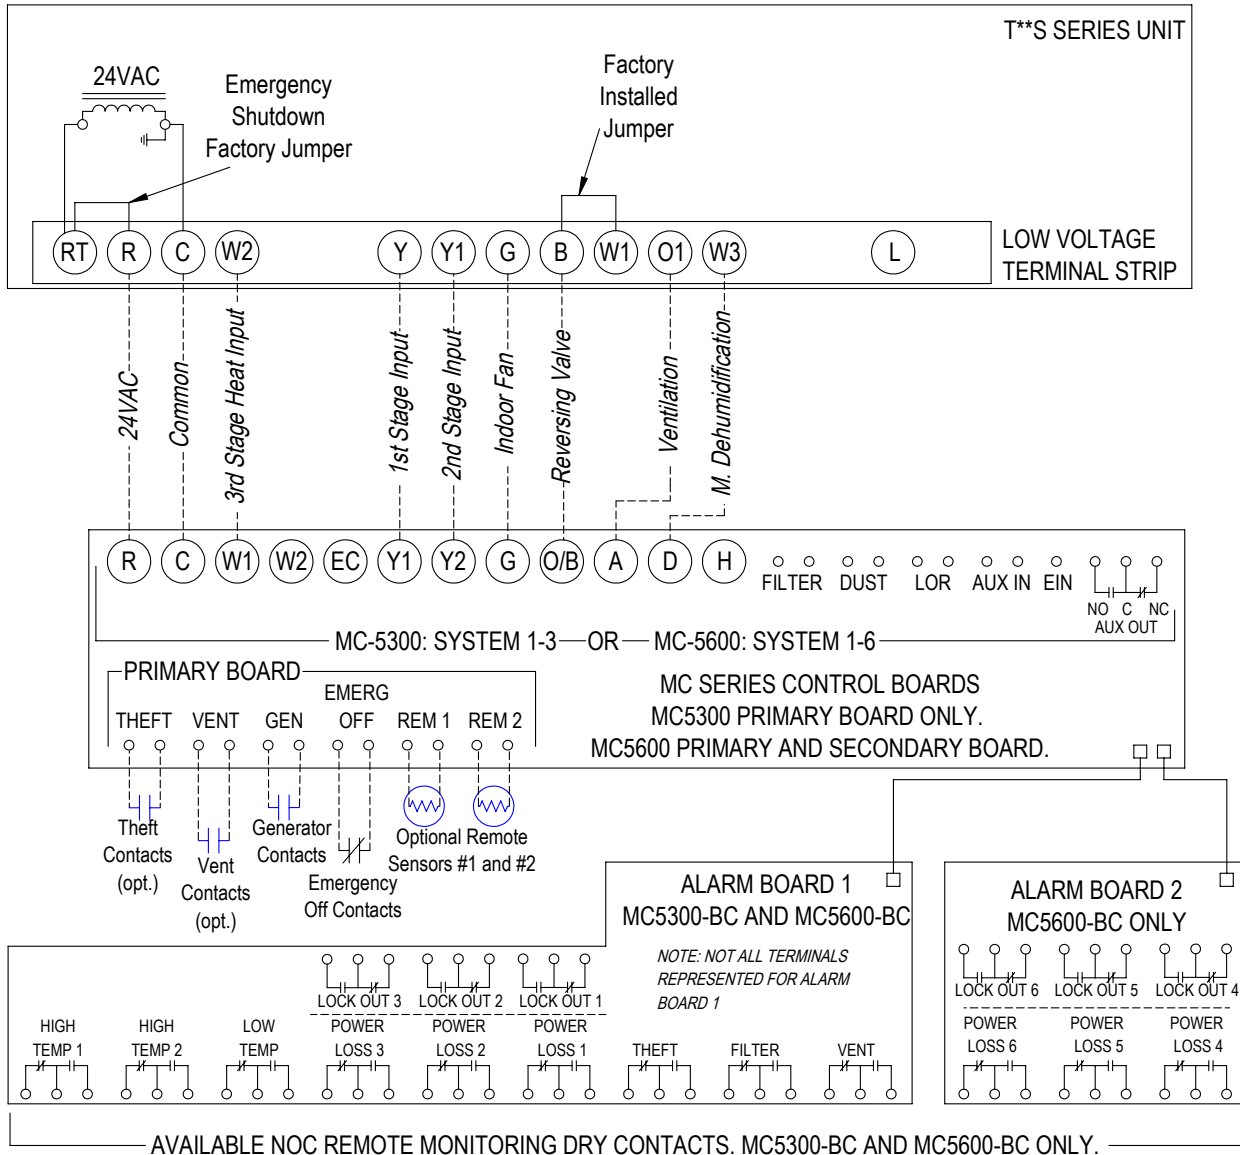 T**S SERIES UNIT
24VAC
Emergency
Shutdown
Factory Jumper
Factory
Installed
Jumper
RT R C W2 Y Y1 G B W1 O1 W3 L
LOW VOLTAGE
TERMINAL STRIP
24VAC
Common
3rd Stage Heat Input
1st Stage Input
2nd Stage Input
Indoor Fan
Reversing Valve
Ventilation
M. Dehumidification
R C W1 W2 EC Y1 Y2 G O/B A D H
FILTER DUST LOR AUX IN EIN
NO C NC
AUX OUT
MC-5300: SYSTEM 1-3 OR MC-5600: SYSTEM 1-6
PRIMARY BOARD
MC SERIES CONTROL BOARDS
MC5300 PRIMARY BOARD ONLY.
MC5600 PRIMARY AND SECONDARY BOARD.
EMERG
THEFT VENT GEN OFF REM 1 REM 2
Theft
Contacts
(opt.)
Vent
Contacts
(opt.)
Generator
Contacts
Emergency
Off Contacts
Optional Remote
Sensors #1 and #2
ALARM BOARD 1
MC5300-BC AND MC5600-BC
NOTE: NOT ALL TERMINALS
REPRESENTED FOR ALARM
BOARD 1
ALARM BOARD 2
MC5600-BC ONLY
LOCK OUT 3 LOCK OUT 2 LOCK OUT 1
LOCK OUT 6 LOCK OUT 5 LOCK OUT 4
HIGH
TEMP 1
HIGH
TEMP 2
LOW
TEMP
POWER
LOSS 3
POWER
LOSS 2
POWER
LOSS 1
THEFT
FILTER
VENT
POWER
LOSS 6
POWER
LOSS 5
POWER
LOSS 4
AVAILABLE NOC REMOTE MONITORING DRY CONTACTS. MC5300-BC AND MC5600-BC ONLY.